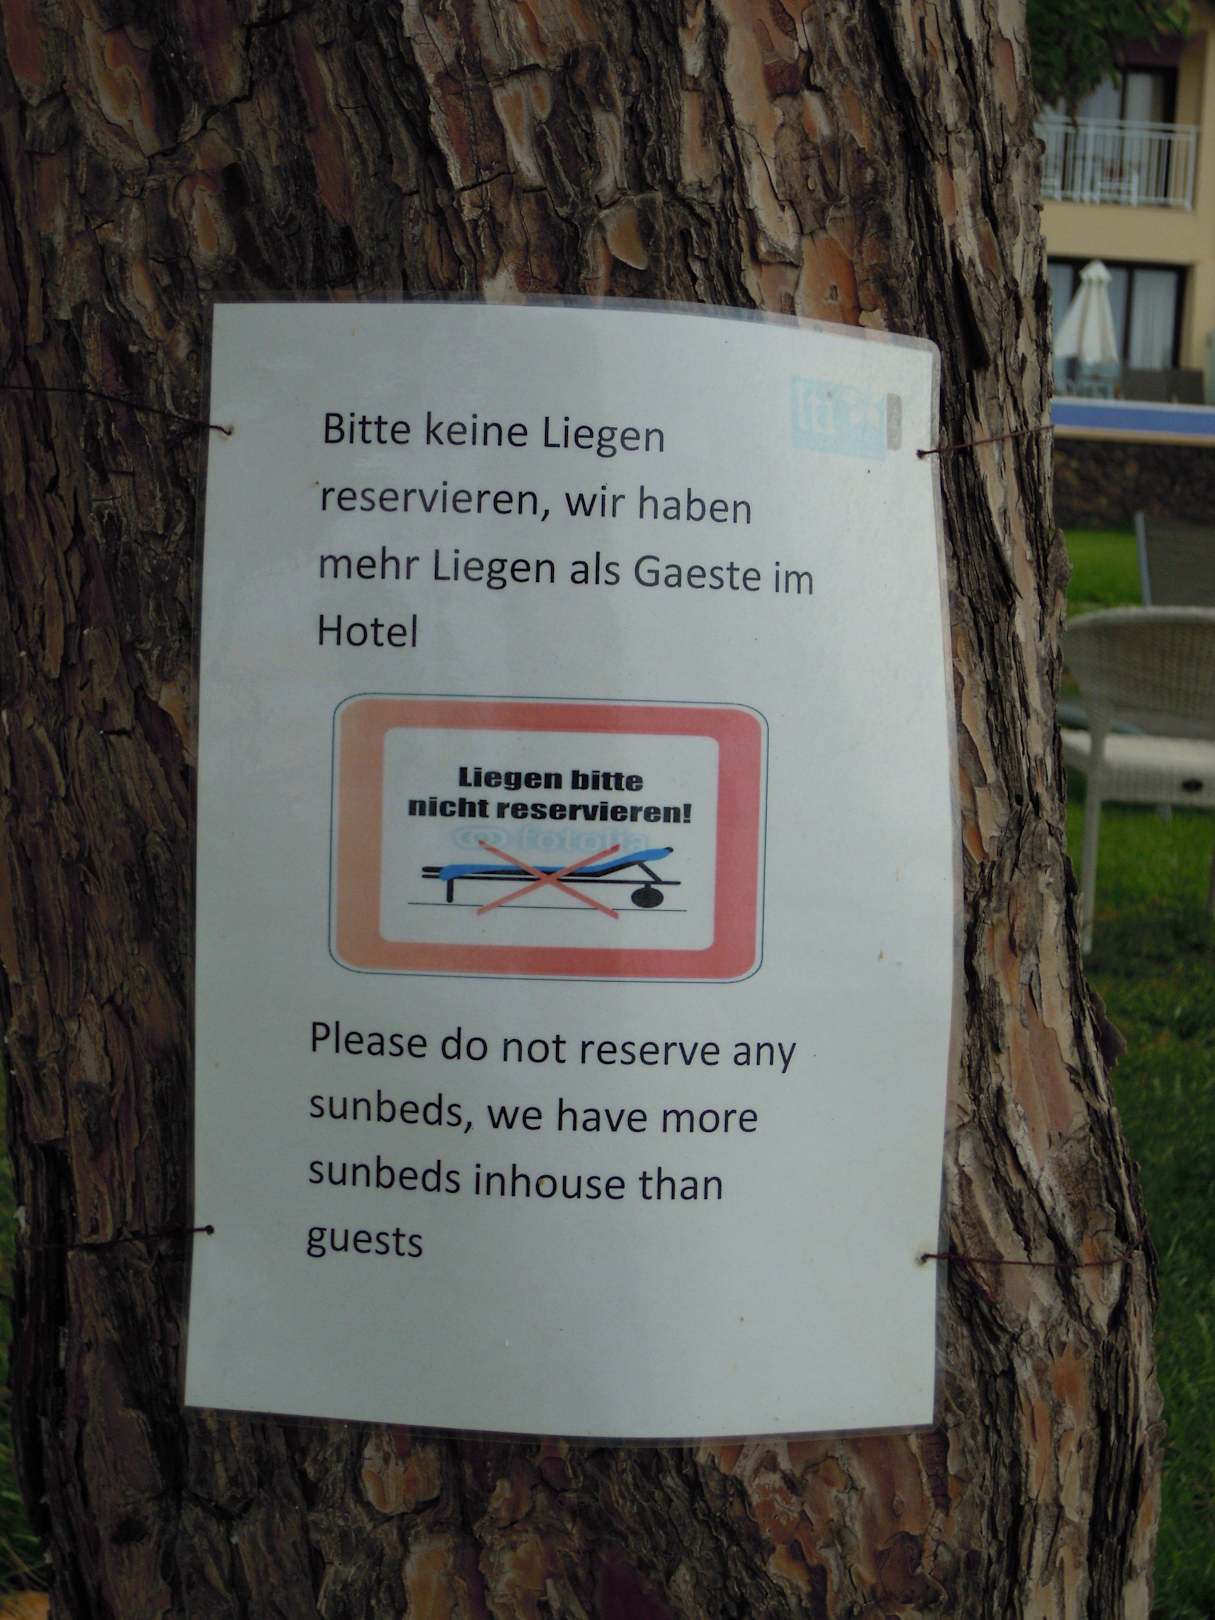 lti
Bitte keine Liegen
reservieren, wir haben
mehr Liegen als Gaeste im
Hotel
Liegen bitte
nicht reservieren!
fotolia
Please do not reserve any
sunbeds, we have more
sunbeds inhouse than
guests